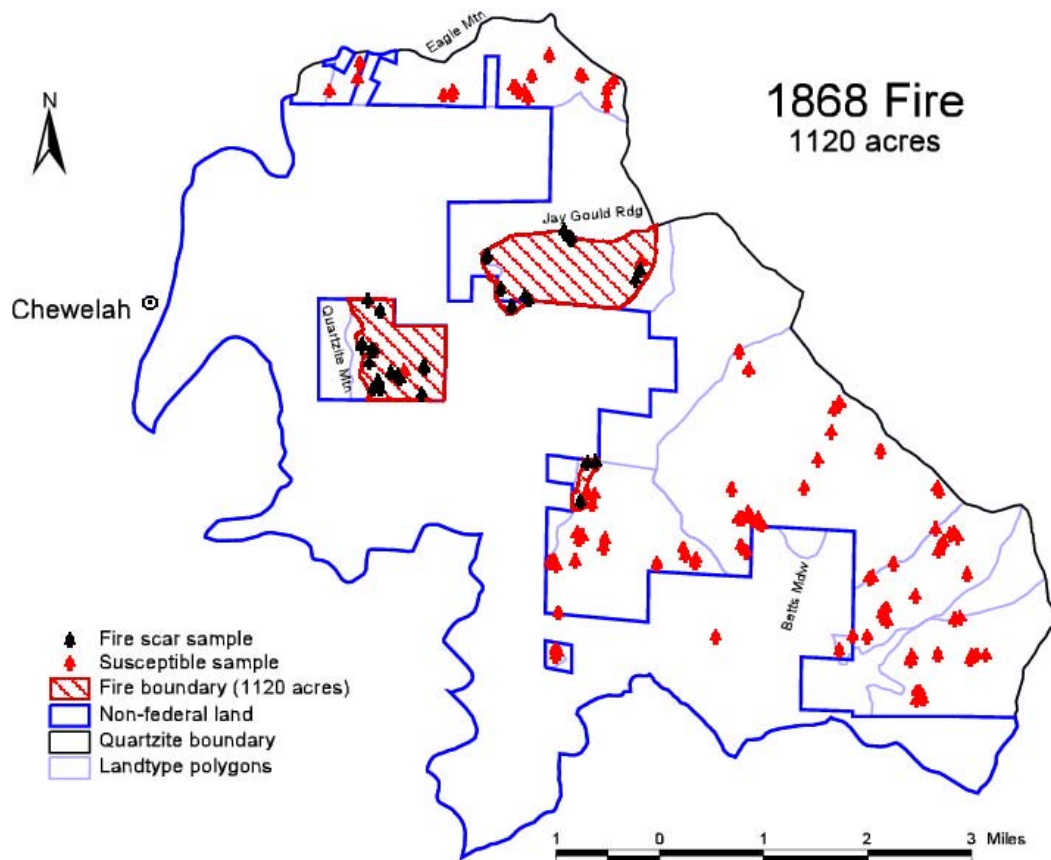 Eagle Mtn
N
1868 Fire
1120 acres
Jay Gould Rdg
Chewelah
Quartzite Mtn
Betts Mdw
Fire scar sample
Susceptible sample
Fire boundary (1120 acres)
Non-federal land
Quartzite boundary
Landtype polygons
1 0 1 2 3 Miles